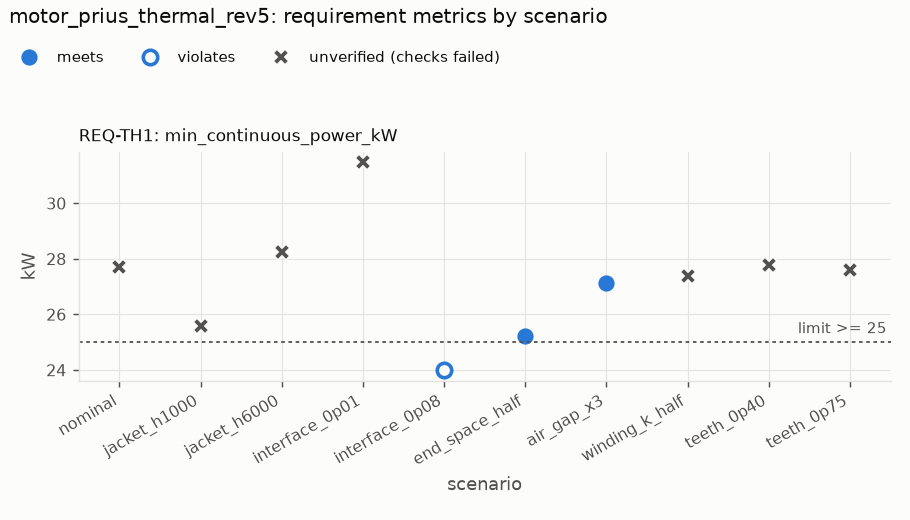 motor_prius_thermal_rev5: requirement metrics by scenario
meets violates unverified (checks failed)
REQ-TH1: min_continuous_power_kW
30
28
26
24
kW
limit >= 25
nominal
jacket_h1000
jacket_h6000
interface_0p01
interface_0p08
end_space_half
air_gap_x3
winding_k_half
teeth_0p40
teeth_0p75
scenario